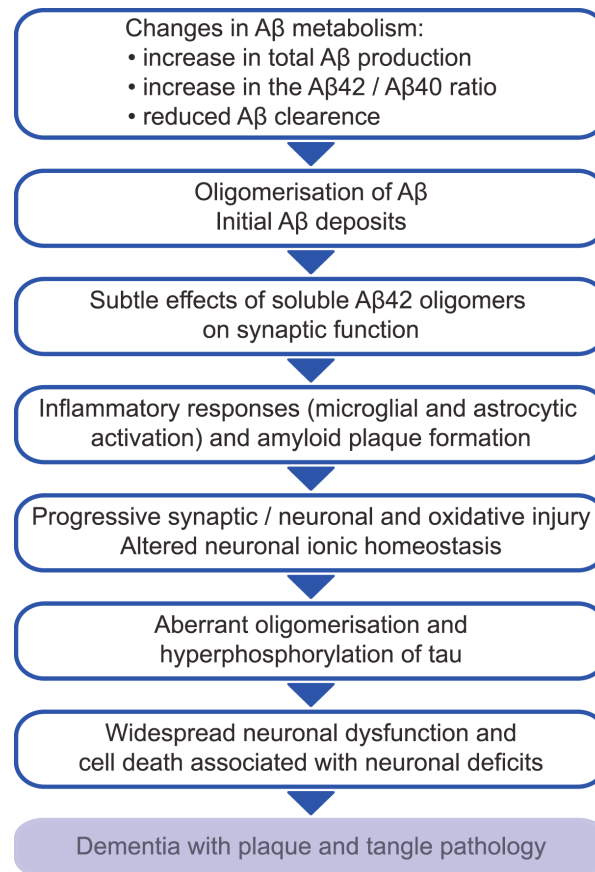 Changes in Aβ metabolism:
• increase in total Aβ production
• increase in the Aβ42 / Aβ40 ratio
• reduced Aβ clearence
Oligomerisation of Aβ
Initial Aβ deposits
Subtle effects of soluble Aβ42 oligomers
on synaptic function
Inflammatory responses (microglial and astrocytic
activation) and amyloid plaque formation
Progressive synaptic / neuronal and oxidative injury
Altered neuronal ionic homeostasis
Aberrant oligomerisation and
hyperphosphorylation of tau
Widespread neuronal dysfunction and
cell death associated with neuronal deficits
Dementia with plaque and tangle pathology